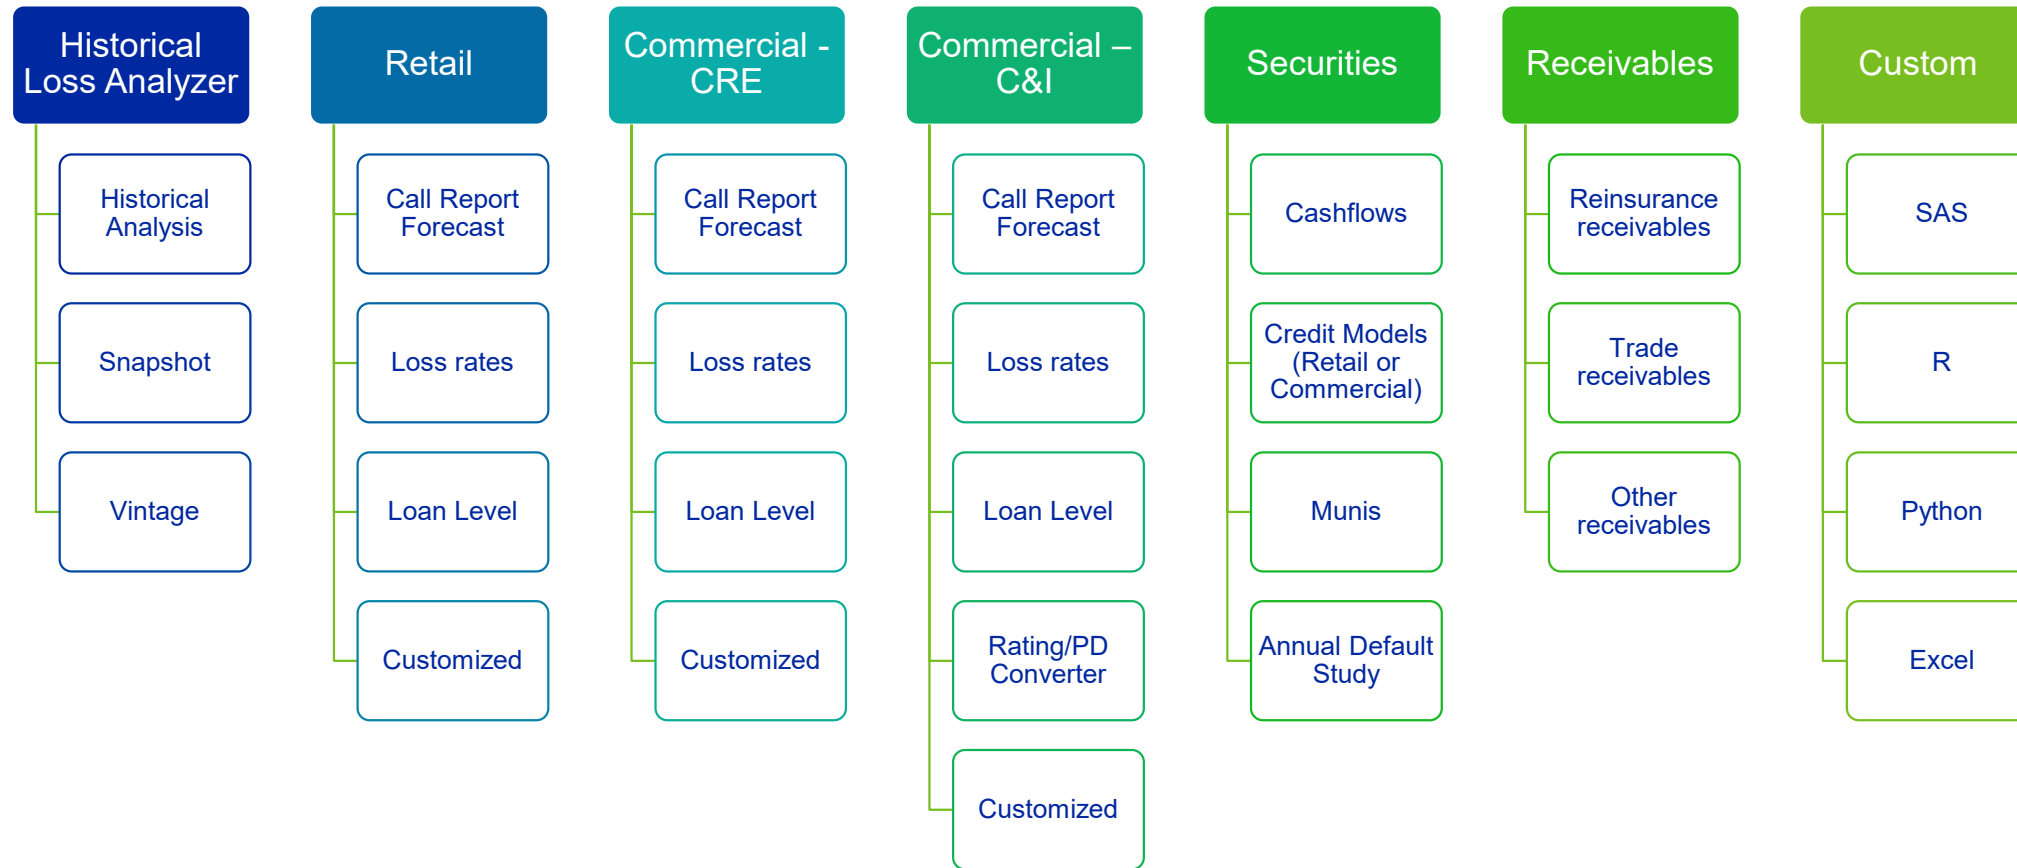 Historical
Loss Analyzer
Historical
Analysis
Snapshot
Vintage
Retail
Call Report
Forecast
Loss rates
Loan Level
Customized
Commercial -
CRE
Call Report
Forecast
Loss rates
Loan Level
Customized
Commercial –
C&I
Call Report
Forecast
Loss rates
Loan Level
Rating/PD
Converter
Customized
Securities
Cashflows
Credit Models
(Retail or
Commercial)
Munis
Annual Default
Study
Receivables
Reinsurance
receivables
Trade
receivables
Other
receivables
Custom
SAS
R
Python
Excel